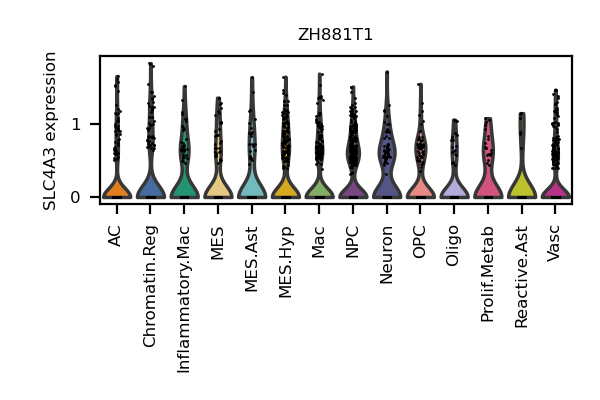 ZH881T1
SLC4A3 expression
1
0
AC
Chromatin.Reg
Inflammatory.Mac
MES
MES.Ast
MES.Hyp
Mac
NPC
Neuron
OPC
Oligo
Prolif.Metab
Reactive.Ast
Vasc